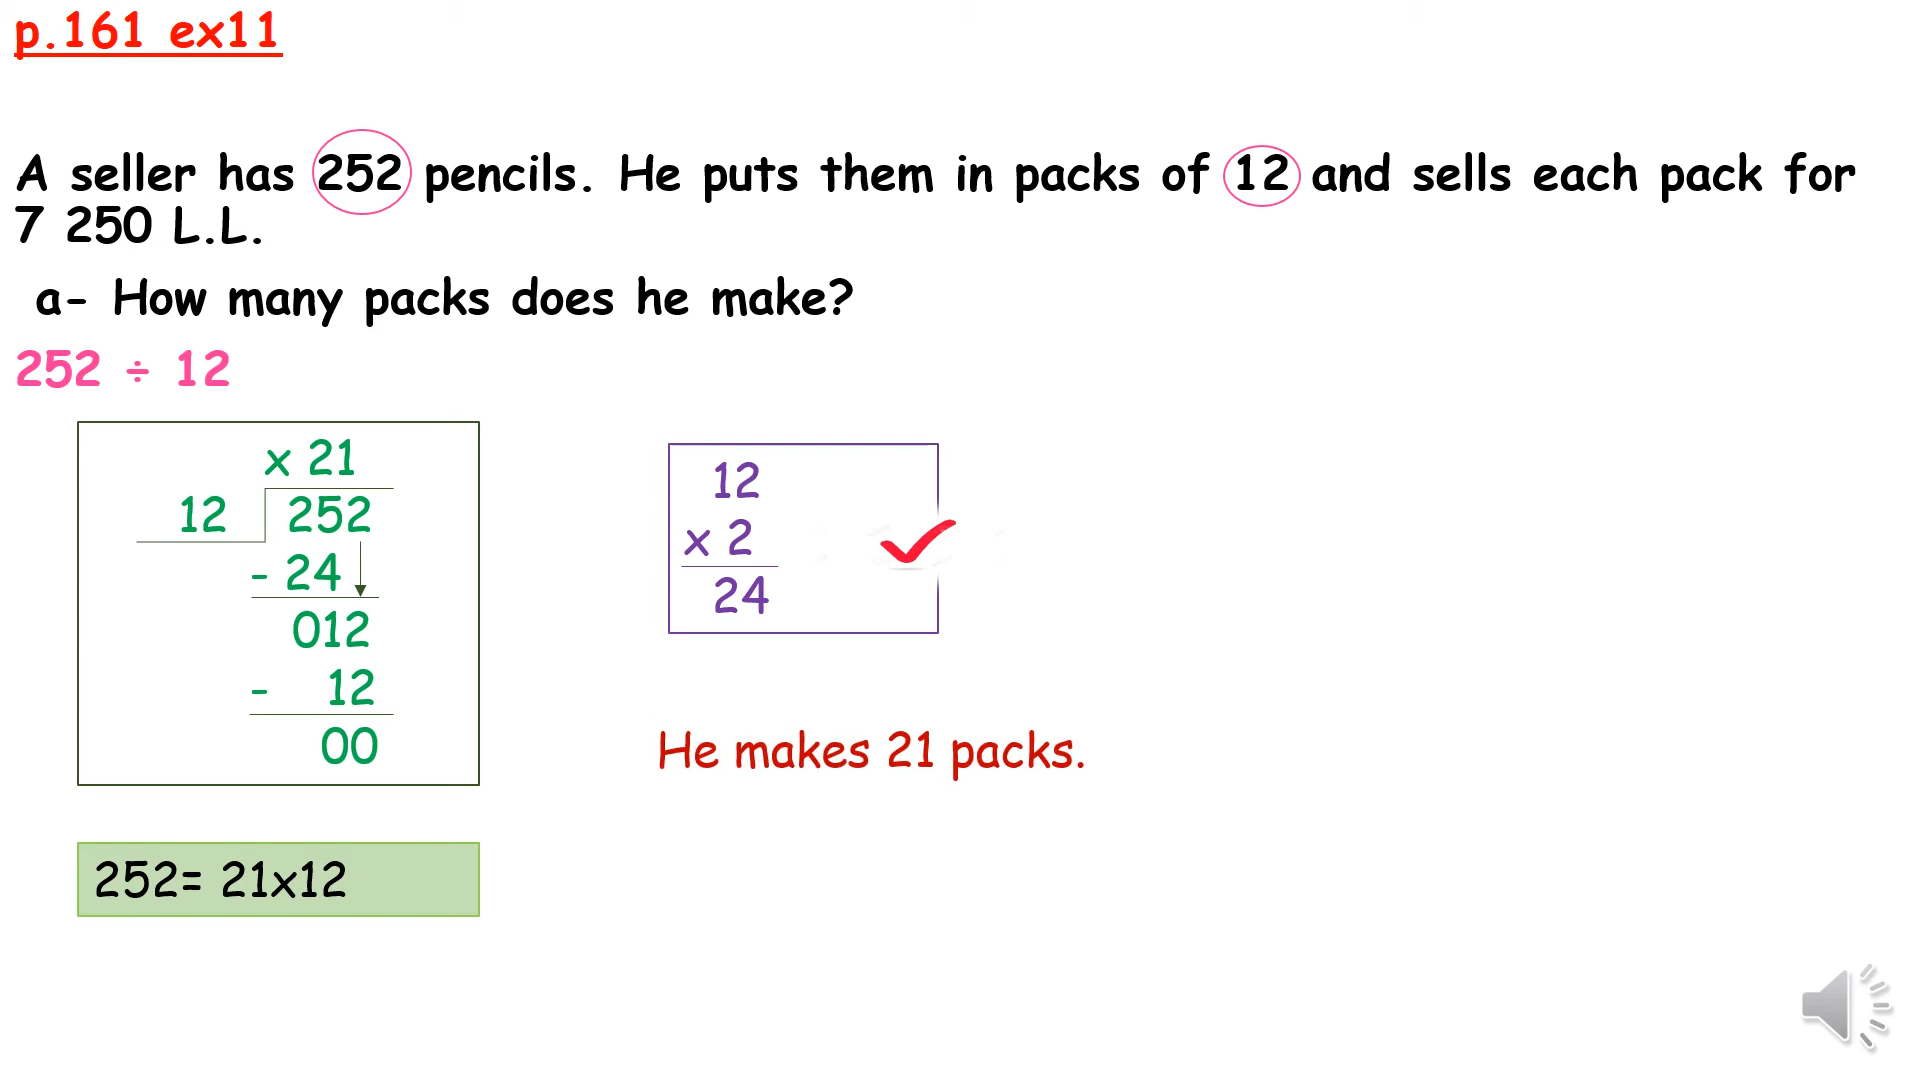 p.161 ex11
A seller has 252 pencils. He puts them in packs of 12 and sells each pack for
7 250 L.L.
a- How many packs does he make?
252 ÷ 12
x 21
12 252
- 24
012
- 12
00
12
x 2
24
He makes 21 packs.
252= 21x12